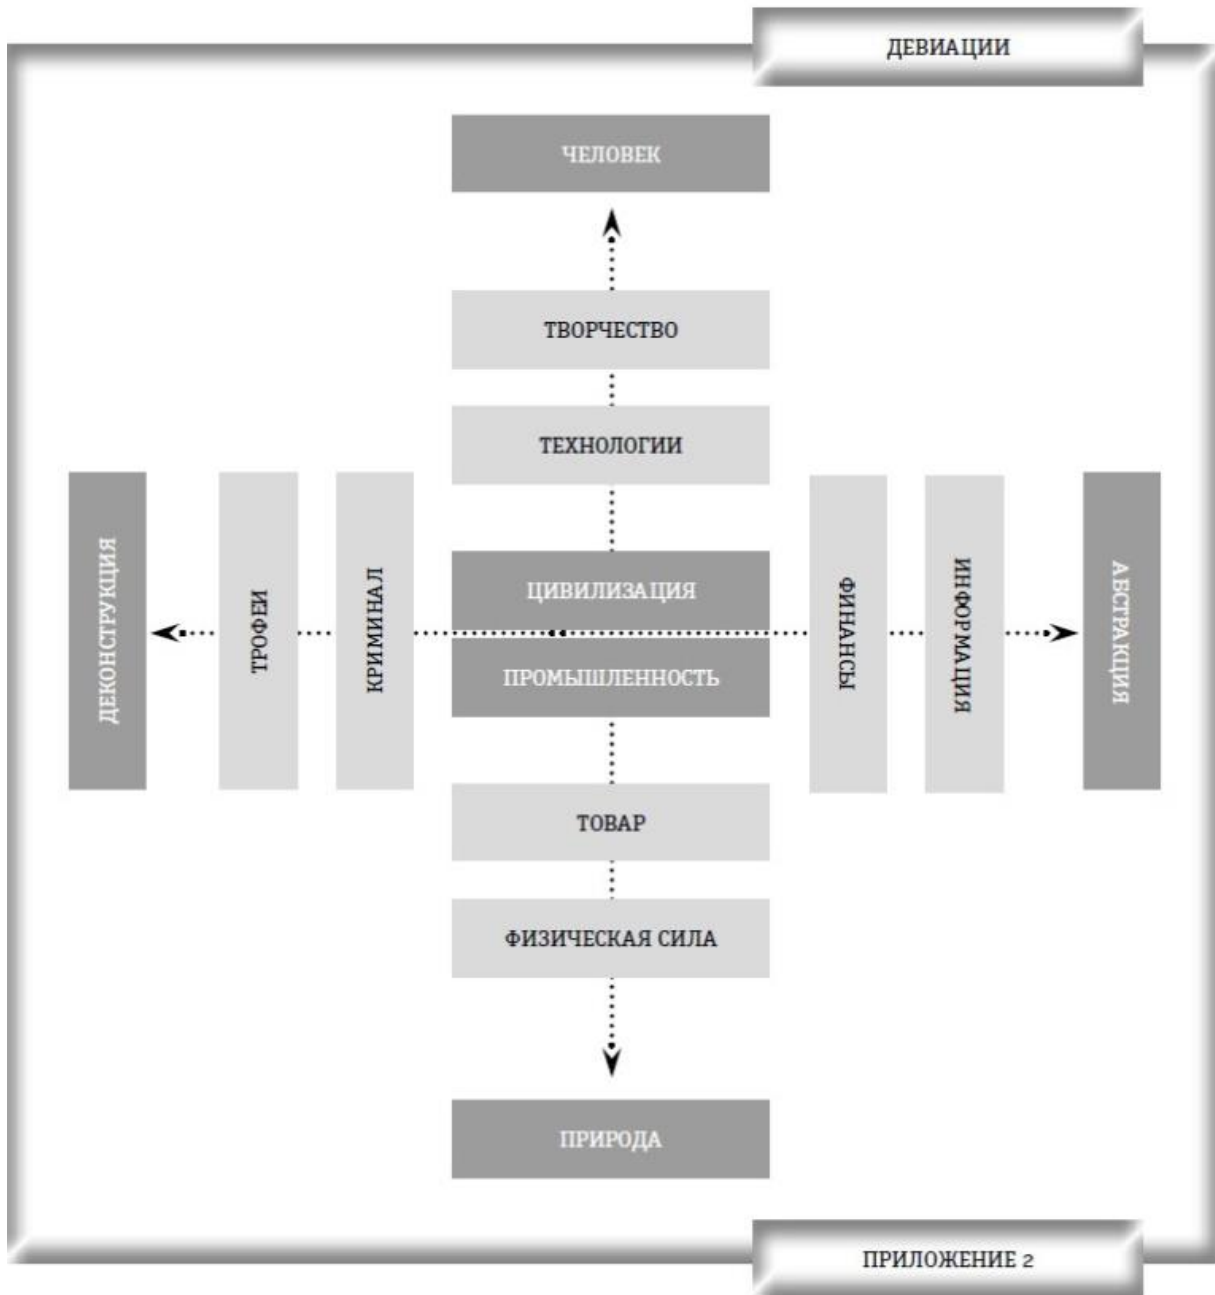 ДЕВИАЦИИ
ЧЕЛОВЕК
ТВОРЧЕСТВО
ТЕХНОЛОГИИ
ДЕКОНСТРУКЦИЯ
ТРОФЕИ
КРИМИНАЛ
ЦИВИЛИЗАЦИЯ
ПРОМЫШЛЕННОСТЬ
ФИНАНСЫ
ИНФОРМАЦИЯ
АБСТРАКЦИЯ
ТОВАР
ФИЗИЧЕСКАЯ СИЛА
ПРИРОДА
ПРИЛОЖЕНИЕ 2